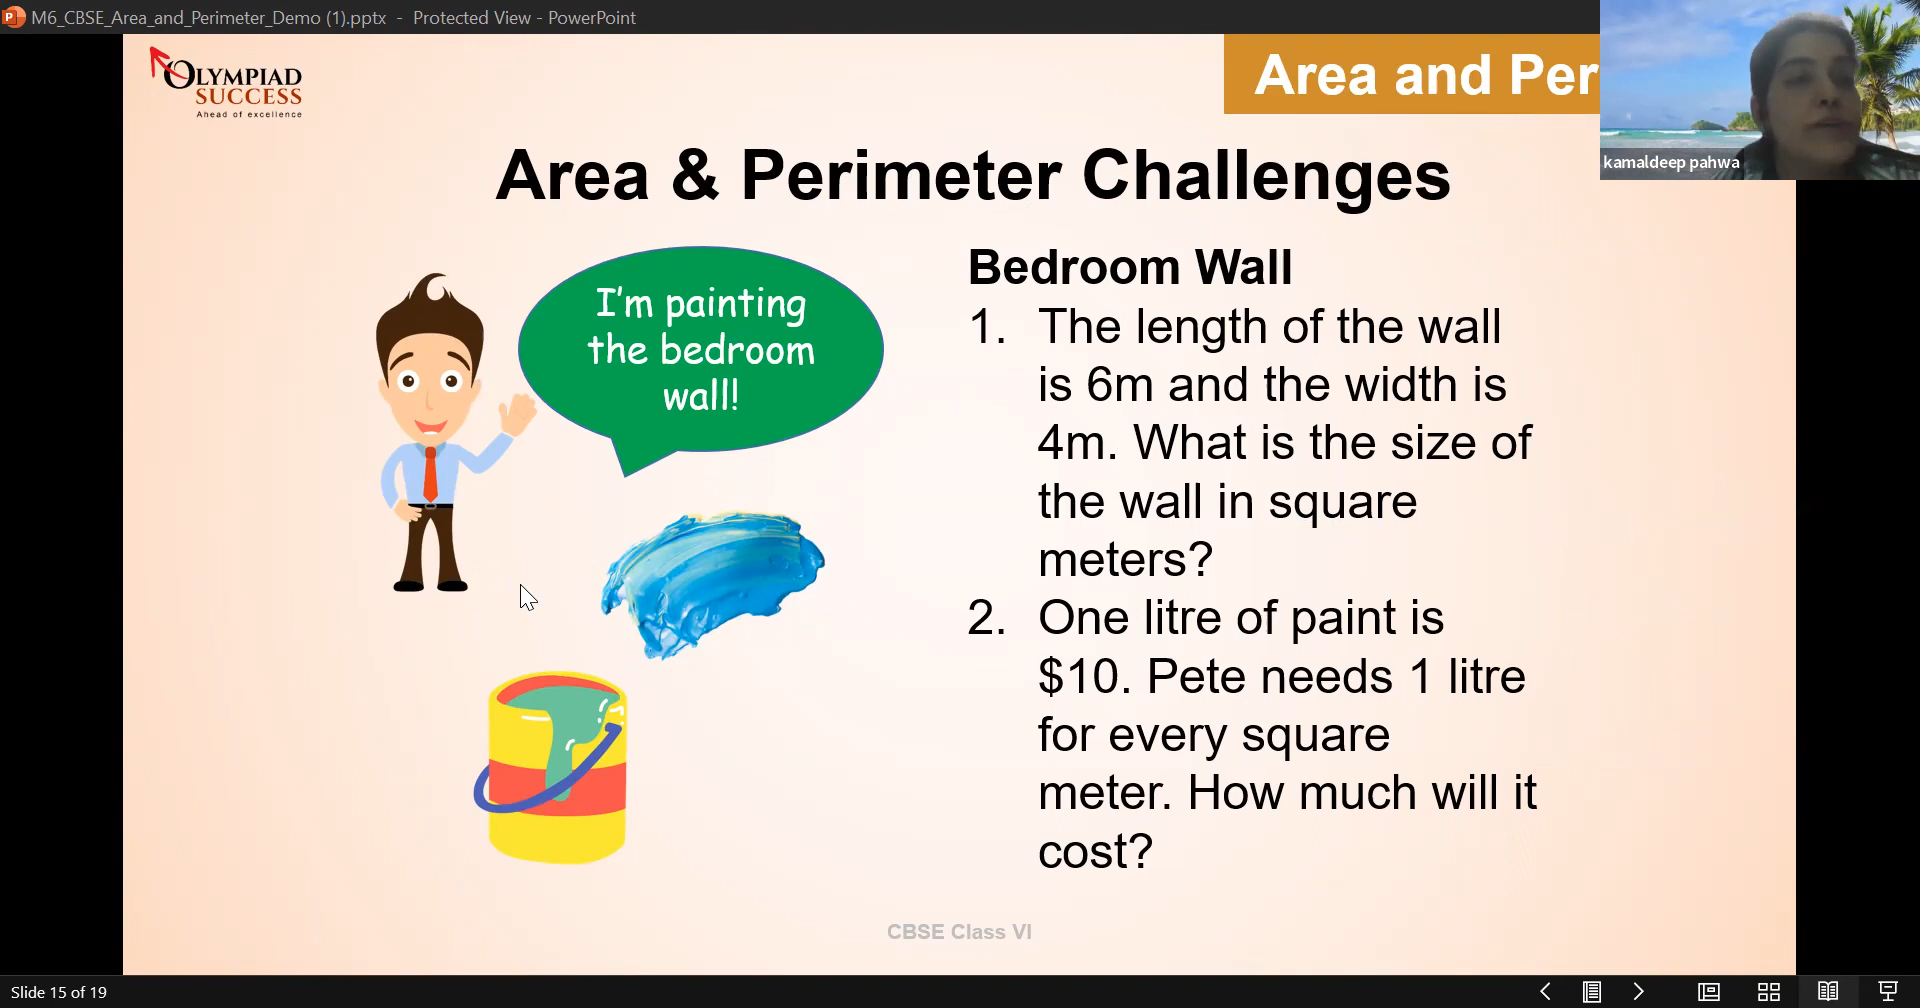 M6_CBSE_Area_and_Perimeter_Demo (1).pptx - Protected View - PowerPoint
OLYMPIAD
SUCCESS
Ahead of excellence
Area and Per
kamaldeep pahwa
Area & Perimeter Challenges
I'm painting
the bedroom
wall!
Bedroom Wall
1. The length of the wall
is 6m and the width is
4m. What is the size of
the wall in square
meters?
2. One litre of paint is
$10. Pete needs 1 litre
for every square
meter. How much will it
cost?
CBSE Class VI
Slide 15 of 19